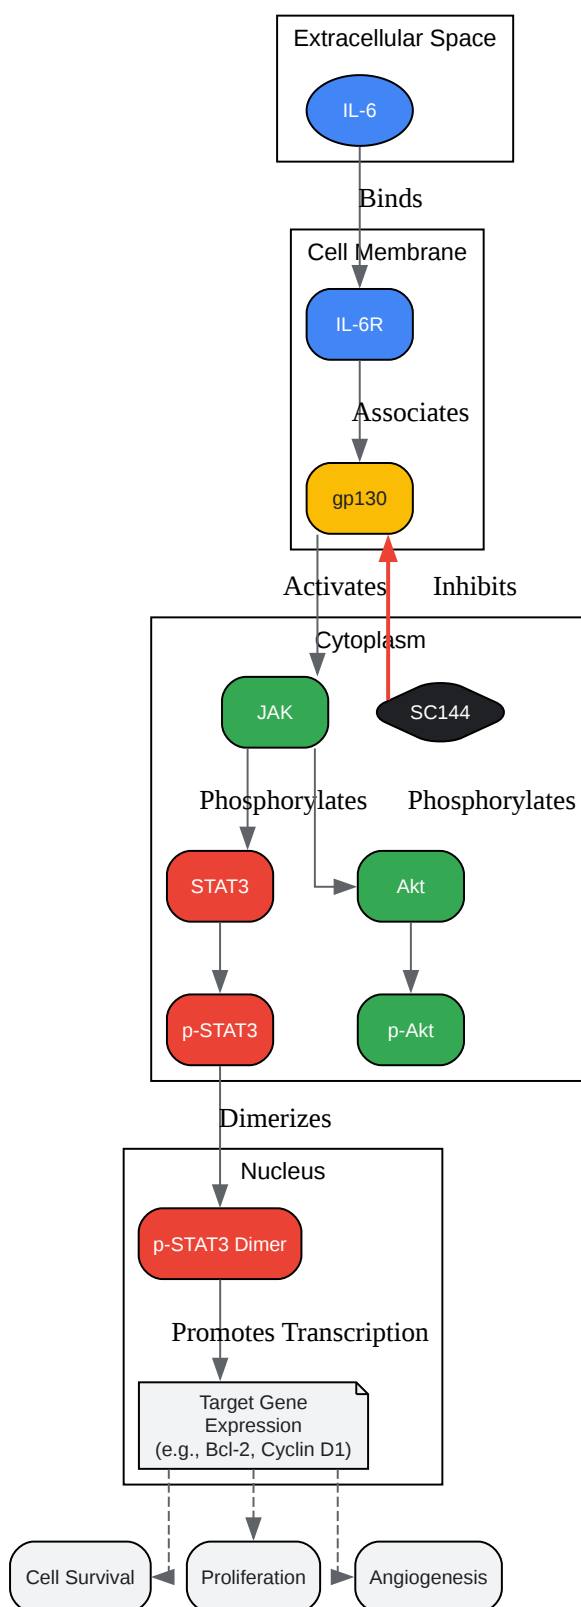 Extracellular Space
IL-6
Binds
Cell Membrane
IL-6R
Associates
gp130
Activates
Inhibits
Cytoplasm
JAK
SC144
Phosphorylates
Phosphorylates
STAT3
Akt
p-STAT3
p-Akt
Dimerizes
Nucleus
p-STAT3 Dimer
Promotes Transcription
Target Gene
Expression
(e.g., Bcl-2, Cyclin D1)
Cell Survival
Proliferation
Angiogenesis